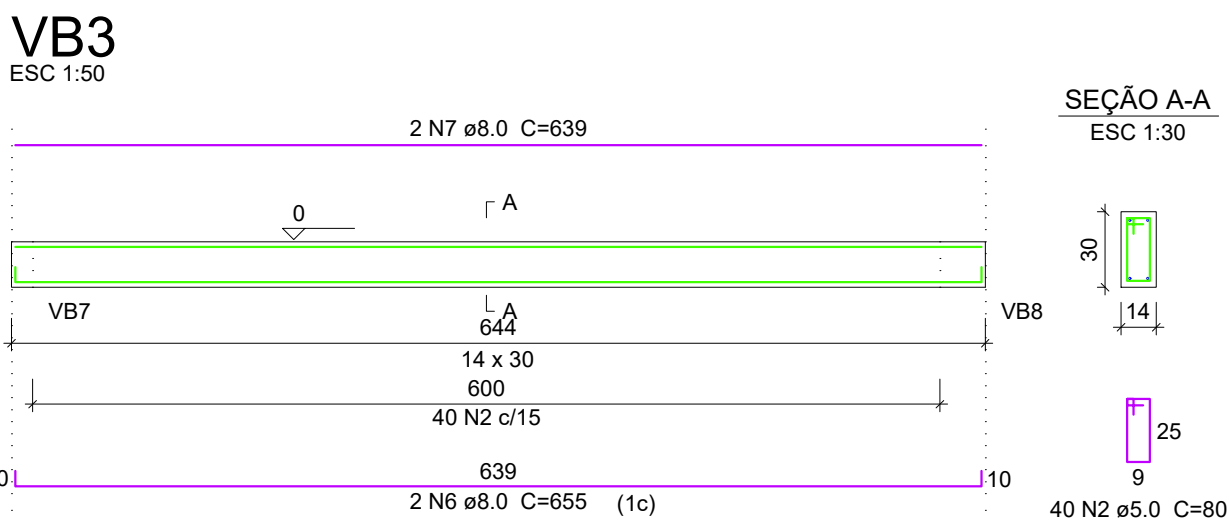 VB3
ESC 1:50
SEÇÃO A-A
ESC 1:30
2 N7 ø8.0 C=639
A
0
30
VB7
A
VB8
14
644
14 x 30
600
40 N2 c/15
25
9
639
0
10
2 N6 ø8.0 C=655 (1c)
40 N2 ø5.0 C=80